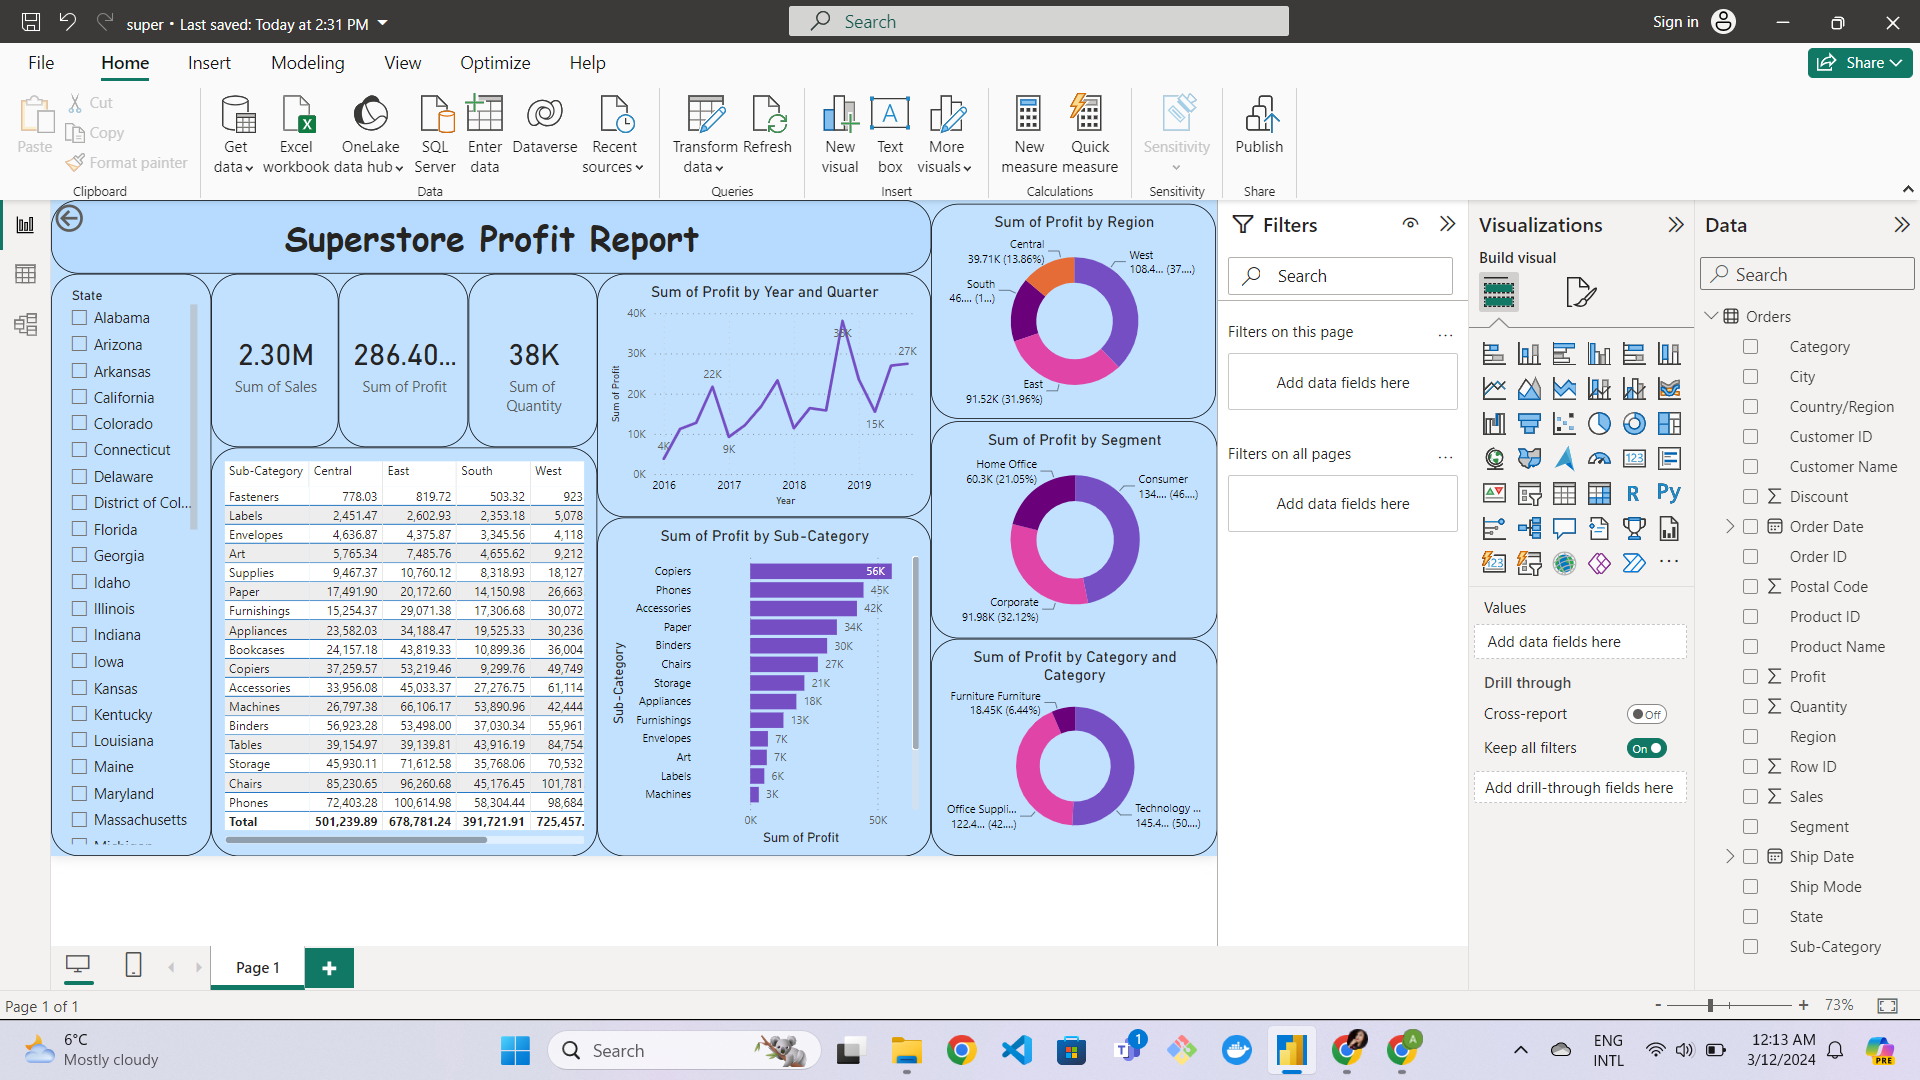 super • Last saved: Today at 2:31 PM
Search
Sign in
File
Home
Insert
Modeling
View
Optimize
Help
Share
Paste
Cut
Copy
Format painter
Clipboard
Get data
Excel workbook
OneLake data hub
SQL Server
Enter data
Dataverse
Recent sources
Data
Transform data
Refresh
Queries
New visual
Text box
More visuals
Insert
New measure
Quick measure
Calculations
Sensitivity
Sensitivity
Publish
Share
Superstore Profit Report
State
Alabama
Arizona
Arkansas
California
Colorado
Connecticut
Delaware
District of Col...
Florida
Georgia
Idaho
Illinois
Indiana
Iowa
Kansas
Kentucky
Louisiana
Maine
Maryland
Massachusetts
2.30M
Sum of Sales
286.40...
Sum of Profit
38K
Sum of
Quantity
Sub-Category Central East South West
Fasteners 778.03 819.72 503.32 923
Labels 2,451.47 2,602.93 2,353.18 5,078
Envelopes 4,636.87 4,375.87 3,345.56 4,118
Art 5,765.34 7,485.76 4,655.62 9,212
Supplies 9,467.37 10,760.12 8,318.93 18,127
Paper 17,491.90 20,172.60 14,150.98 26,663
Furnishings 15,254.37 29,071.38 17,306.68 30,072
Appliances 23,582.03 34,188.47 19,525.33 30,236
Bookcases 24,157.18 43,819.33 10,899.36 36,004
Copiers 37,259.57 53,219.46 9,299.76 49,749
Accessories 33,956.08 45,033.37 27,276.75 61,114
Machines 26,797.38 66,106.17 53,890.96 42,444
Binders 56,923.28 53,498.00 37,030.34 55,961
Tables 39,154.97 39,139.81 43,916.19 84,754
Storage 45,930.11 71,612.58 35,768.06 70,532
Chairs 85,230.65 96,260.68 45,176.45 101,781
Phones 72,403.28 100,614.98 58,304.44 98,684
Total 501,239.89 678,781.24 391,721.91 725,457.
Sum of Profit by Year and Quarter
Sum of Profit
40K
30K
20K
10K
0K
4K
22K
9K
38K
15K
27K
2016 2017 2018 2019
Year
Sum of Profit by Sub-Category
Sub-Category
Copiers 56K
Phones 45K
Accessories 42K
Paper 34K
Binders 30K
Chairs 27K
Storage 21K
Appliances 18K
Furnishings 13K
Envelopes 7K
Art 7K
Labels 6K
Machines 3K
0K 50K
Sum of Profit
Sum of Profit by Region
Central
39.71K (13.86%)
West
108.4... (37....)
South
46.... (1...)
East
91.52K (31.96%)
Sum of Profit by Segment
Home Office
60.3K (21.05%)
Consumer
134.... (46....)
Corporate
91.98K (32.12%)
Sum of Profit by Category and
Category
Furniture Furniture
18.45K (6.44%)
Office Suppli...
122.4... (42....)
Technology ...
145.4... (50....)
Filters
Search
Filters on this page
...
Add data fields here
Filters on all pages
...
Add data fields here
Visualizations
Build visual
123
R
Py
123
...
Values
Add data fields here
Drill through
Cross-report
Off
Keep all filters
On
Add drill-through fields here
Data
Search
Orders
Category
City
Country/Region
Customer ID
Customer Name
Σ Discount
Order Date
Order ID
Σ Postal Code
Product ID
Product Name
Σ Profit
Σ Quantity
Region
Σ Row ID
Σ Sales
Segment
Ship Date
Ship Mode
State
Sub-Category
Page 1
+
Page 1 of 1
- + 73%
6°C
Mostly cloudy
Search
1
A
ENG
INTL
12:13 AM
3/12/2024
PRE